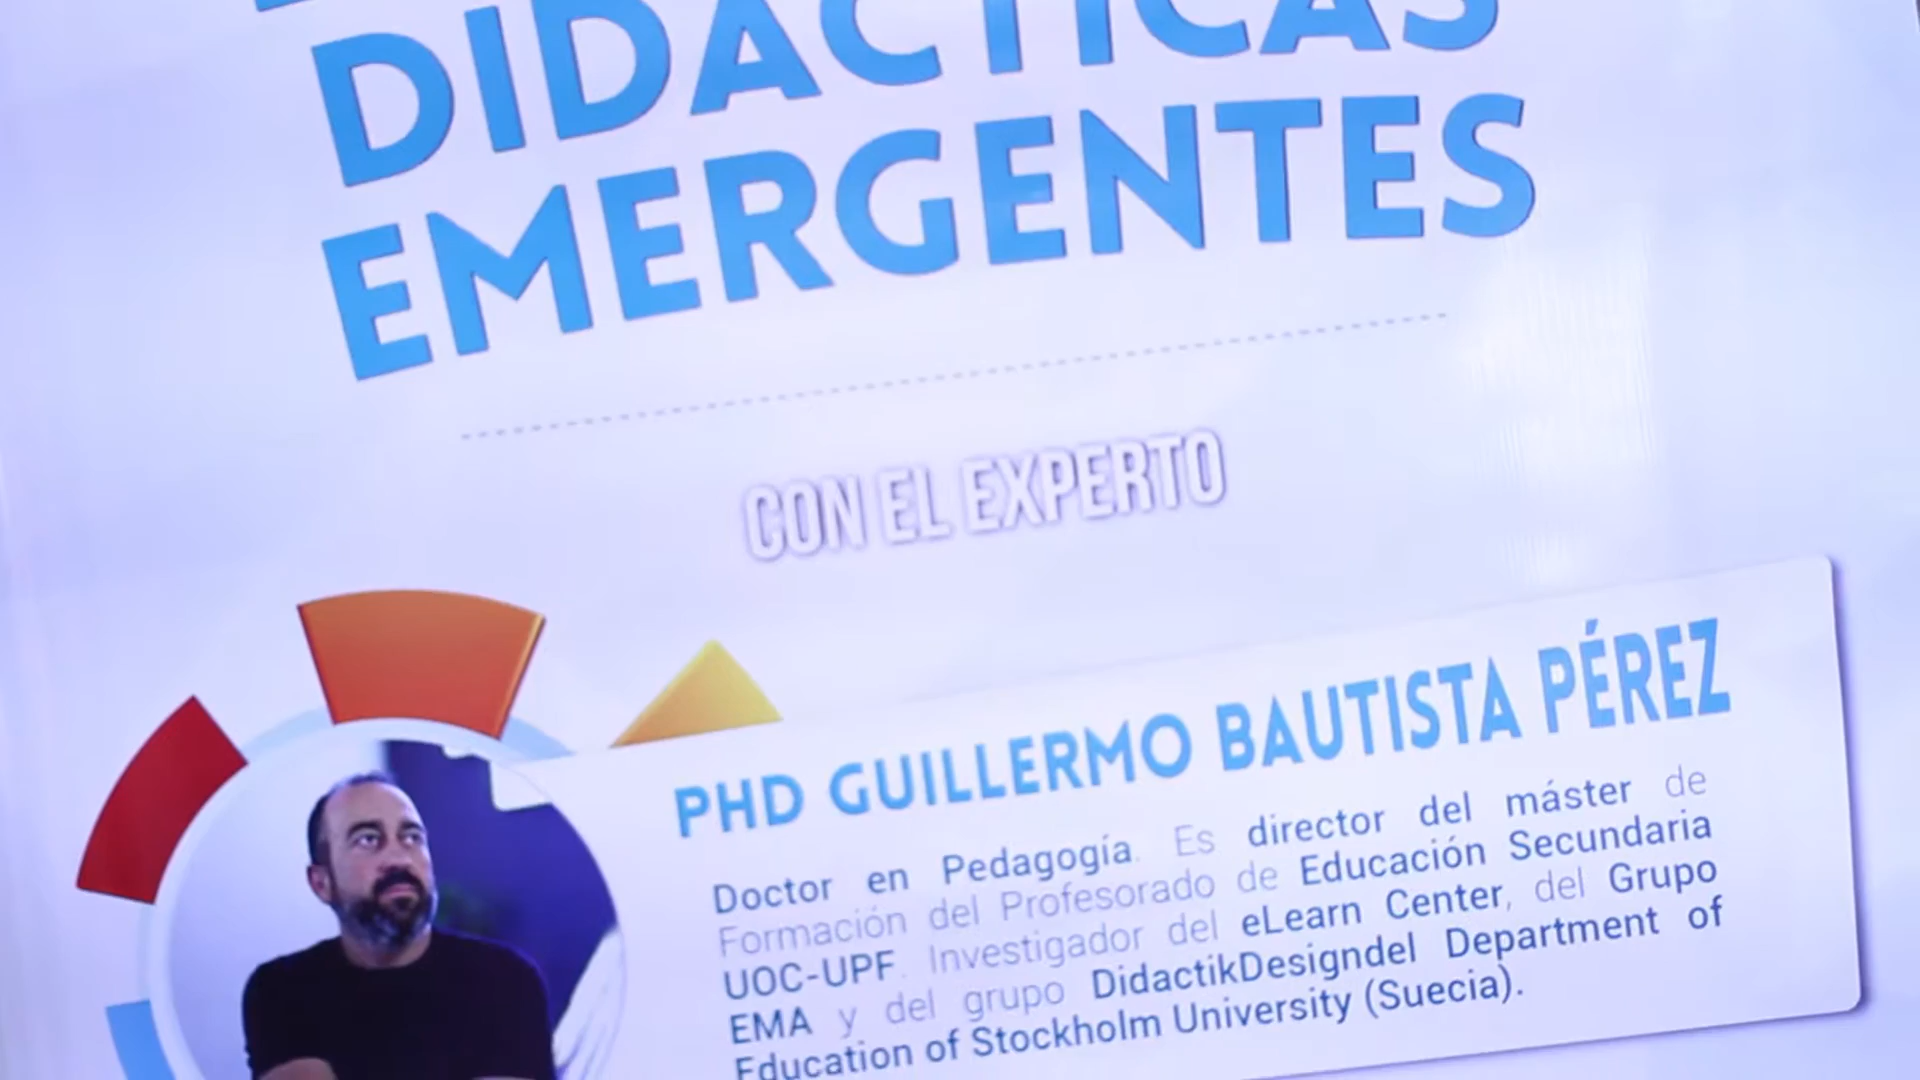 DIDÁCTICAS
EMERGENTES
CON EL EXPERTO
PHD GUILLERMO BAUTISTA PÉREZ
Doctor en Pedagogía. Es director del máster de
Formación del Profesorado de Educación Secundaria
UOC-UPF. Investigador del eLearn Center, del Grupo
EMA y del grupo DidactikDesigndel Department of
Education of Stockholm University (Suecia).